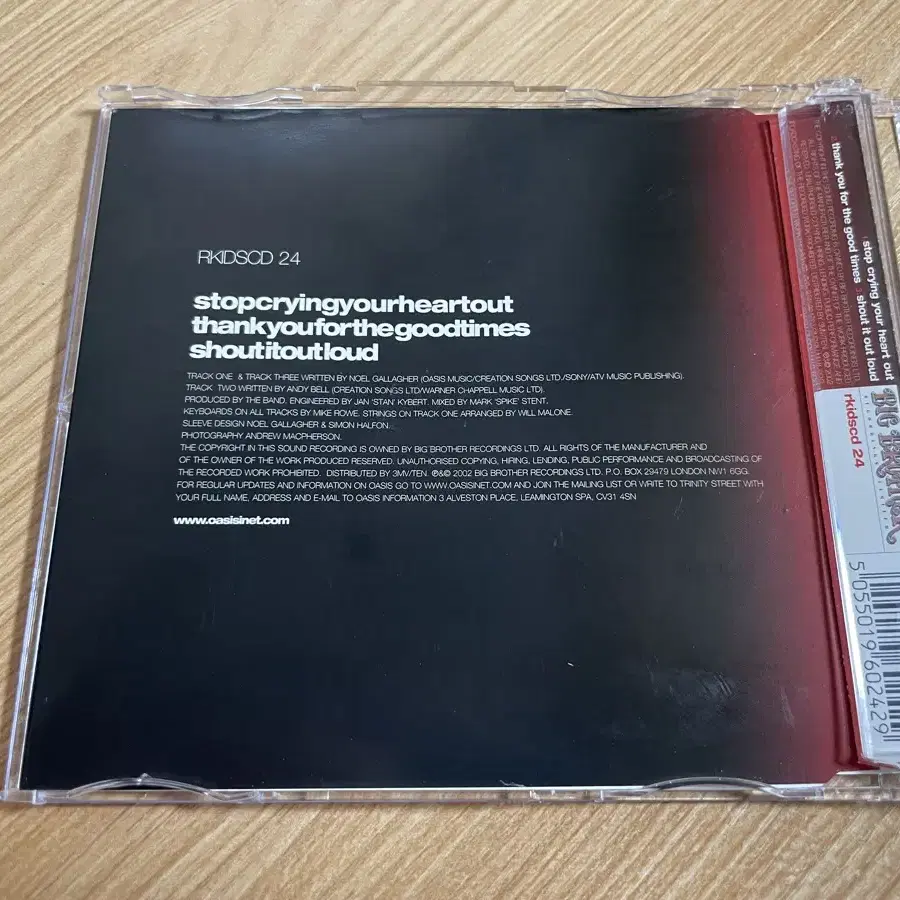 RKIDSCD 24
stopcryingyourheartout
thankyouforthegoodtimes
shoutitoutloud
TRACK ONE & TRACK THREE WRITTEN BY NOEL GALLAGHER (OASIS MUSIC/CREATION SONGS LTD./SONY/ATV MUSIC PUBLISHING).
TRACK TWO WRITTEN BY ANDY BELL (CREATION SONGS LTD/WARNER CHAPPELL MUSIC LTD).
PRODUCED BY THE BAND. ENGINEERED BY JAN 'STAN' KYBERT. MIXED BY MARK 'SPIKE' STENT.
KEYBOARDS ON ALL TRACKS BY MIKE ROWE. STRINGS ON TRACK ONE ARRANGED BY WILL MALONE.
SLEEVE DESIGN NOEL GALLAGHER & SIMON HALFON.
PHOTOGRAPHY ANDREW MACPHERSON.
THE COPYRIGHT IN THIS SOUND RECORDING IS OWNED BY BIG BROTHER RECORDINGS LTD. ALL RIGHTS OF THE MANUFACTURER AND
OF THE OWNER OF THE WORK PRODUCED RESERVED. UNAUTHORISED COPYING, HIRING, LENDING, PUBLIC PERFORMANCE AND BROADCASTING OF
THE RECORDED WORK PROHIBITED. DISTRIBUTED BY 3MV/TEN. ℗&© 2002 BIG BROTHER RECORDINGS LTD. P.O. BOX 29479 LONDON NW1 6GG.
FOR REGULAR UPDATES AND INFORMATION ON OASIS GO TO WWW.OASISINET.COM AND JOIN THE MAILING LIST OR WRITE TO TRINITY STREET WITH
YOUR FULL NAME, ADDRESS AND E-MAIL TO OASIS INFORMATION 3 ALVESTON PLACE, LEAMINGTON SPA, CV31 4SN
www.oasisinet.com
1 stop crying your heart out
2 thank you for the good times 3 shout it out loud
BIG BROTHER
rkidscd 24
5055019602429